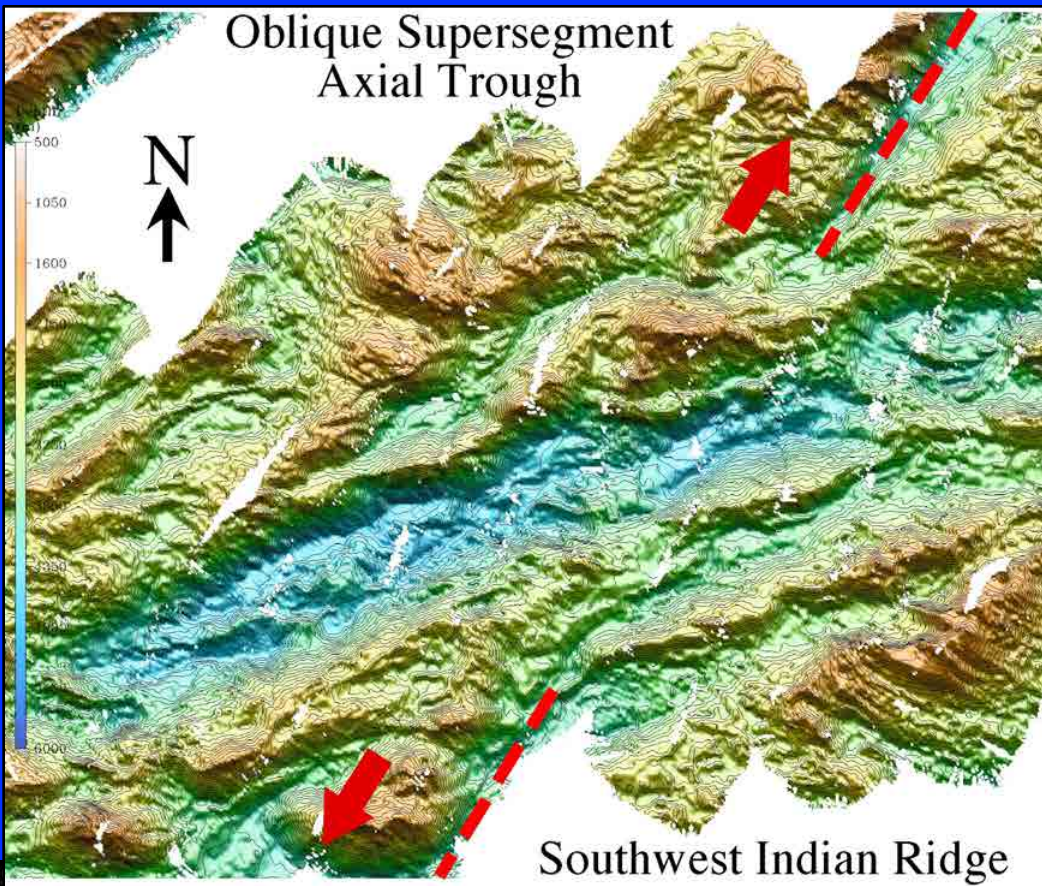 Oblique Supersegment
Axial Trough
N
500
1050
1600
6000
Southwest Indian Ridge